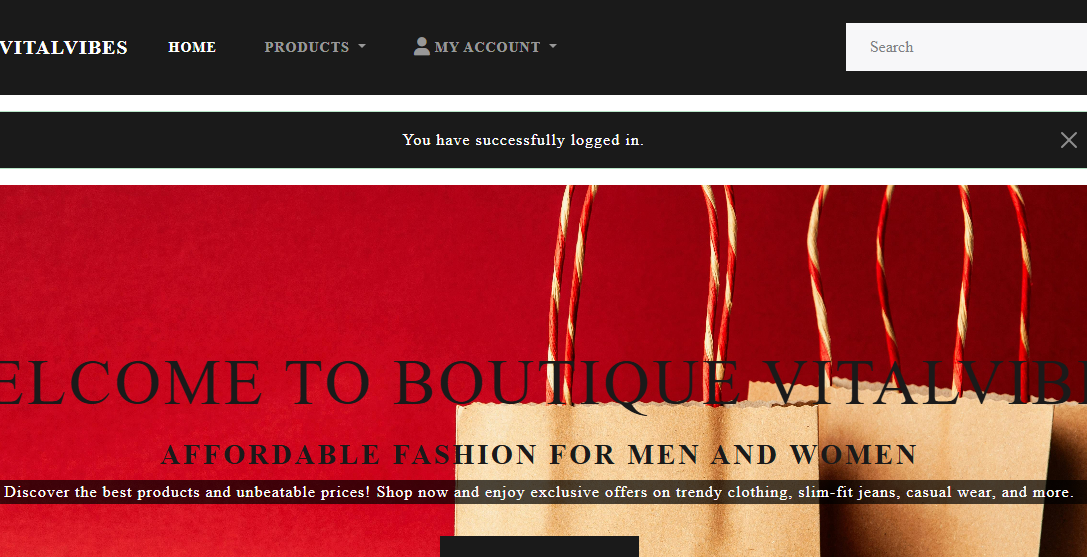 VITALVIBES HOME PRODUCTS MY ACCOUNT Search
You have successfully logged in.
ELCOME TO BOUTIQUE VITALVIB
AFFORDABLE FASHION FOR MEN AND WOMEN
Discover the best products and unbeatable prices! Shop now and enjoy exclusive offers on trendy clothing, slim-fit jeans, casual wear, and more.